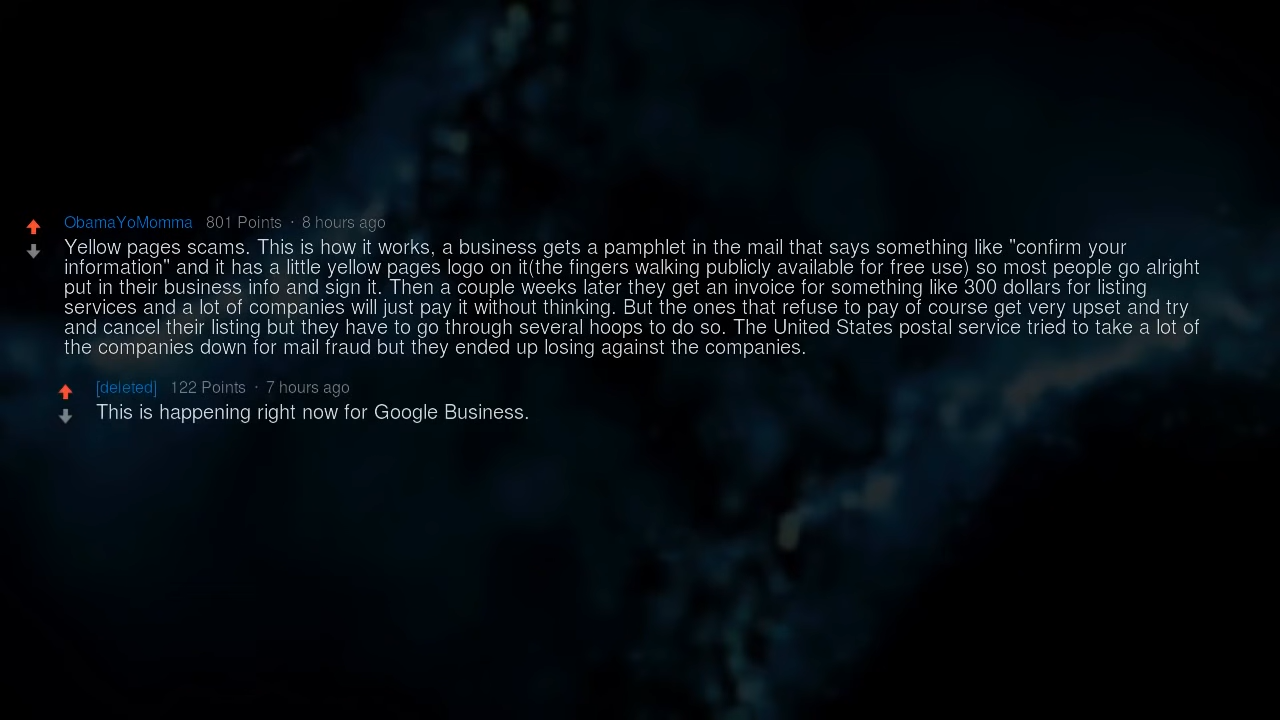 ObamaYoMomma 801 Points · 8 hours ago
Yellow pages scams. This is how it works, a business gets a pamphlet in the mail that says something like "confirm your
information" and it has a little yellow pages logo on it(the fingers walking publicly available for free use) so most people go alright
put in their business info and sign it. Then a couple weeks later they get an invoice for something like 300 dollars for listing
services and a lot of companies will just pay it without thinking. But the ones that refuse to pay of course get very upset and try
and cancel their listing but they have to go through several hoops to do so. The United States postal service tried to take a lot of
the companies down for mail fraud but they ended up losing against the companies.
[deleted] 122 Points · 7 hours ago
This is happening right now for Google Business.